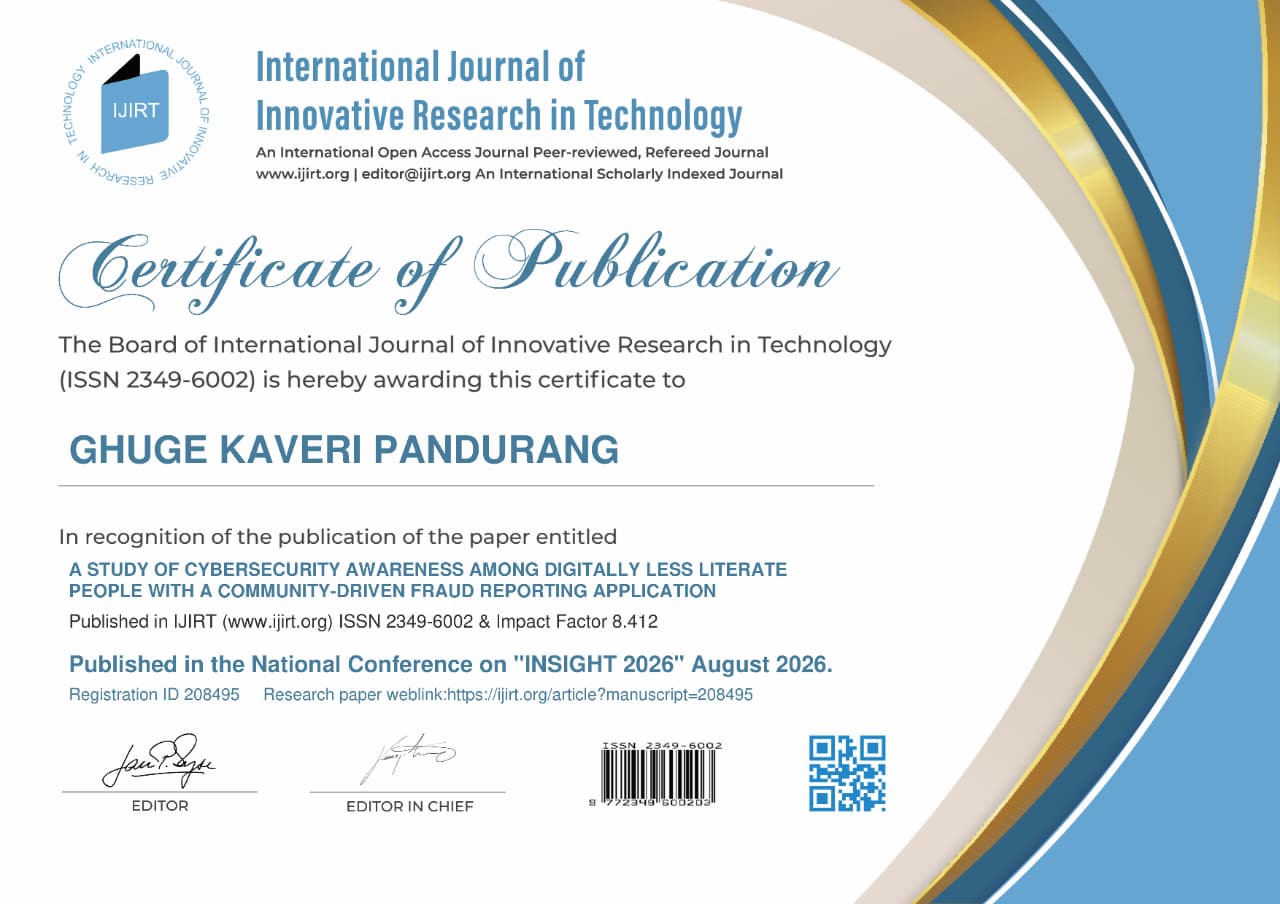 INTERNATIONAL JOURNAL OF INNOVATIVE RESEARCH IN TECHNOLOGY
IJIRT
International Journal of
Innovative Research in Technology
An International Open Access Journal Peer-reviewed, Refereed Journal
www.ijirt.org | editor@ijirt.org An International Scholarly Indexed Journal
Certificate of Publication
The Board of International Journal of Innovative Research in Technology
(ISSN 2349-6002) is hereby awarding this certificate to
GHUGE KAVERI PANDURANG
In recognition of the publication of the paper entitled
A STUDY OF CYBERSECURITY AWARENESS AMONG DIGITALLY LESS LITERATE
PEOPLE WITH A COMMUNITY-DRIVEN FRAUD REPORTING APPLICATION
Published in IJIRT (www.ijirt.org) ISSN 2349-6002 & Impact Factor 8.412
Published in the National Conference on "INSIGHT 2026" August 2026.
Registration ID 208495 Research paper weblink:https://ijirt.org/article?manuscript=208495
EDITOR
EDITOR IN CHIEF
ISSN 2349-6002
9 772349 600203